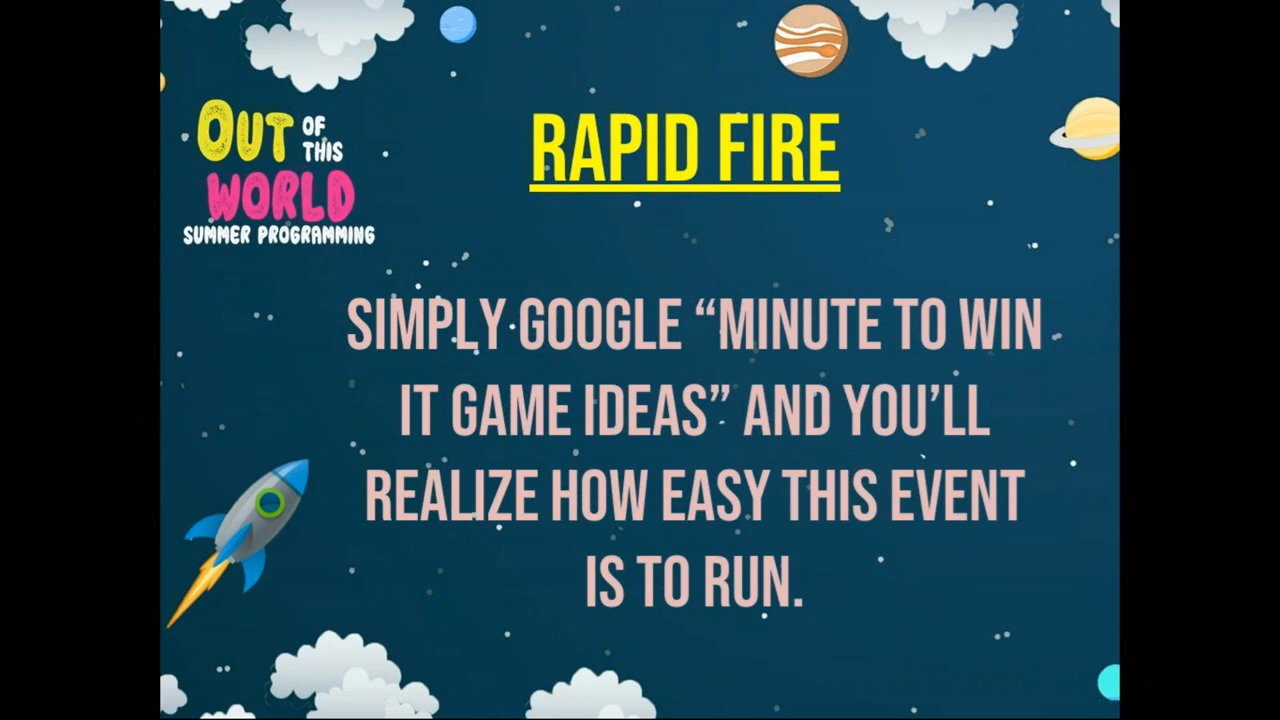 OUT OF THIS
WORLD
SUMMER PROGRAMMING
RAPID FIRE
SIMPLY GOOGLE “MINUTE TO WIN
IT GAME IDEAS” AND YOU’LL
REALIZE HOW EASY THIS EVENT
IS TO RUN.